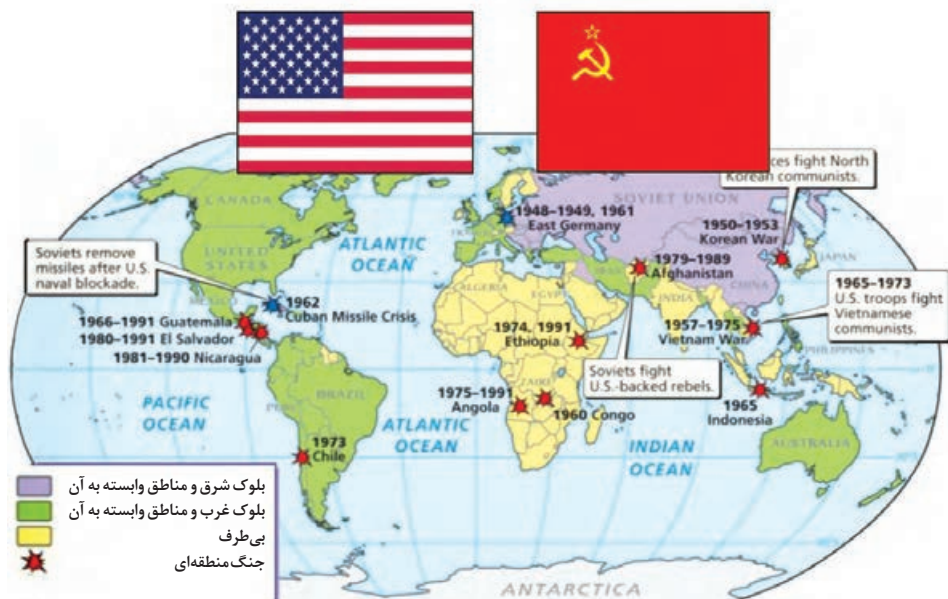 CANADA
UNITED
STATES
MEXICO
ATLANTIC
OCEAN
Soviets remove
missiles after U.S.
naval blockade.
1962
Cuban Missile Crisis
1966–1991 Guatemala
1980–1991 El Salvador
1981–1990 Nicaragua
PACIFIC
OCEAN
PERU
BRAZIL
1973
Chile
ATLANTIC
OCEAN
FRANCE
1948–1949, 1961
East Germany
SOVIET UNION
ces fight North
Korean communists.
1950–1953
Korean War
JAPAN
1979–1989
Afghanistan
IRAN
CHINA
INDIA
ALGERIA
EGYPT
1965–1973
U.S. troops fight
Vietnamese
communists.
1957–1975
Vietnam War
PHILIPPINES
1974, 1991
Ethiopia
Soviets fight
U.S.-backed rebels.
ZAIRE
1975–1991
Angola
1960 Congo
1965
Indonesia
INDIAN
OCEAN
AUSTRALIA
ANTARCTICA
بلوک شرق و مناطق وابسته به آن
بلوک غرب و مناطق وابسته به آن
بی‌طرف
جنگ منطقه‌ای